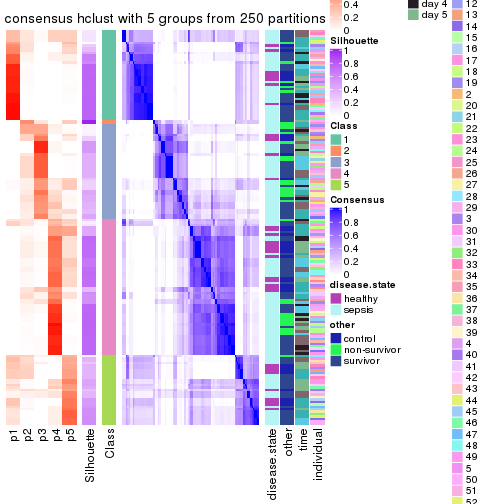 consensus hclust with 5 groups from 250 partitions
p1
p2
p3
p4
p5
Silhouette
Class
disease.state
other
time
individual
0.4
0.2
0
Silhouette
1
0.8
0.6
0.4
0.2
0
Class
1
2
3
4
5
Consensus
1
0.8
0.6
0.4
0.2
0
disease.state
healthy
sepsis
other
control
non-survivor
survivor
day 4
day 5
12
13
14
15
16
17
18
19
2
20
21
22
23
24
25
26
27
28
29
3
30
31
32
33
34
35
36
37
38
39
4
40
41
42
43
44
45
46
47
48
49
5
50
51
52